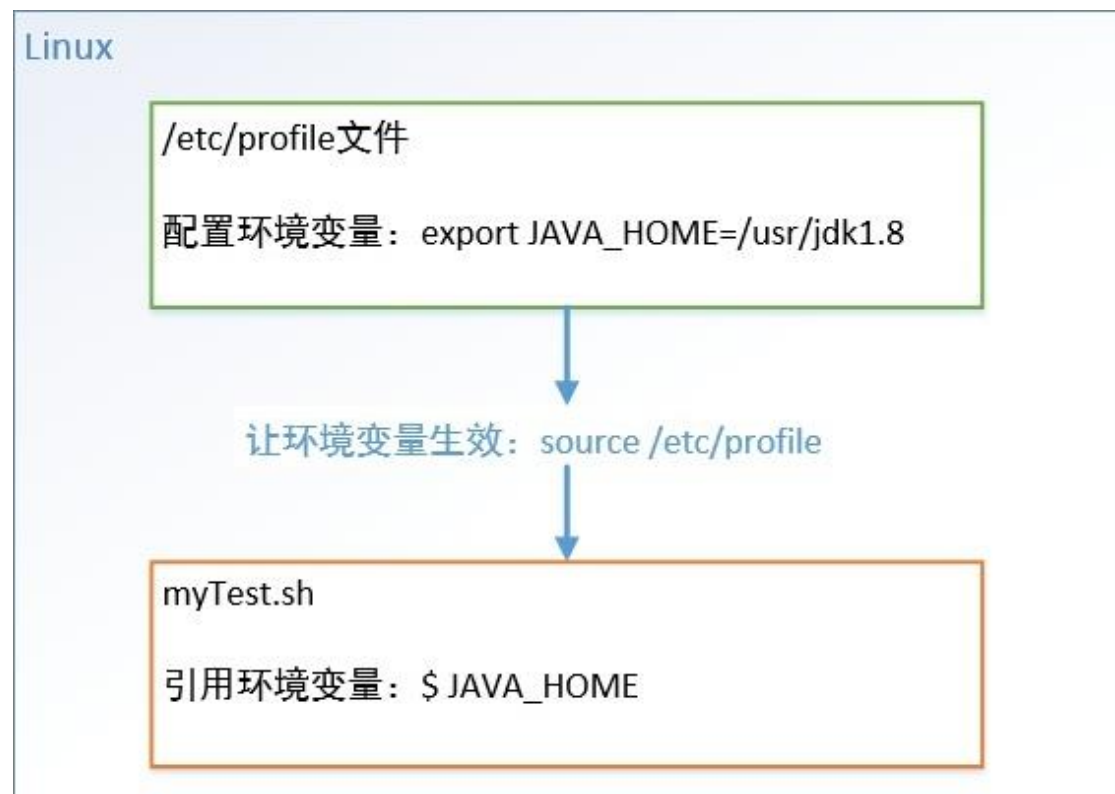 Linux
/etc/profile文件
配置环境变量：export JAVA_HOME=/usr/jdk1.8
让环境变量生效：source /etc/profile
myTest.sh
引用环境变量：$ JAVA_HOME